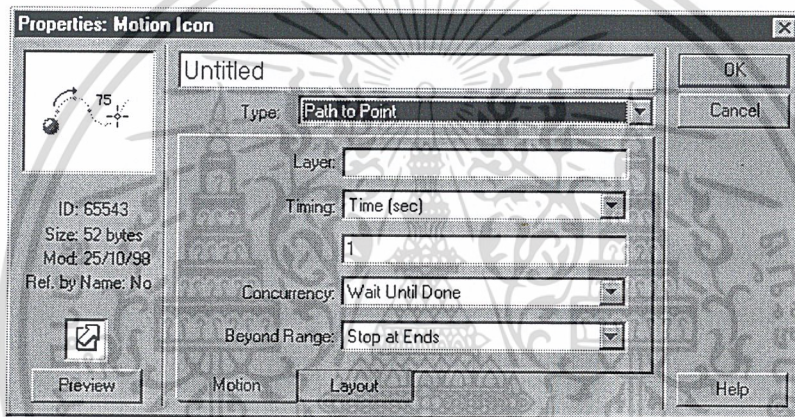 Properties: Motion Icon
75
Untitled
OK
Type: Path to Point
Cancel
Layer:
ID: 65543
Size: 52 bytes
Mod: 25/10/98
Ref. by Name: No
Timing: Time (sec)
1
Concurrency: Wait Until Done
Beyond Range: Stop at Ends
Preview
Motion
Layout
Help